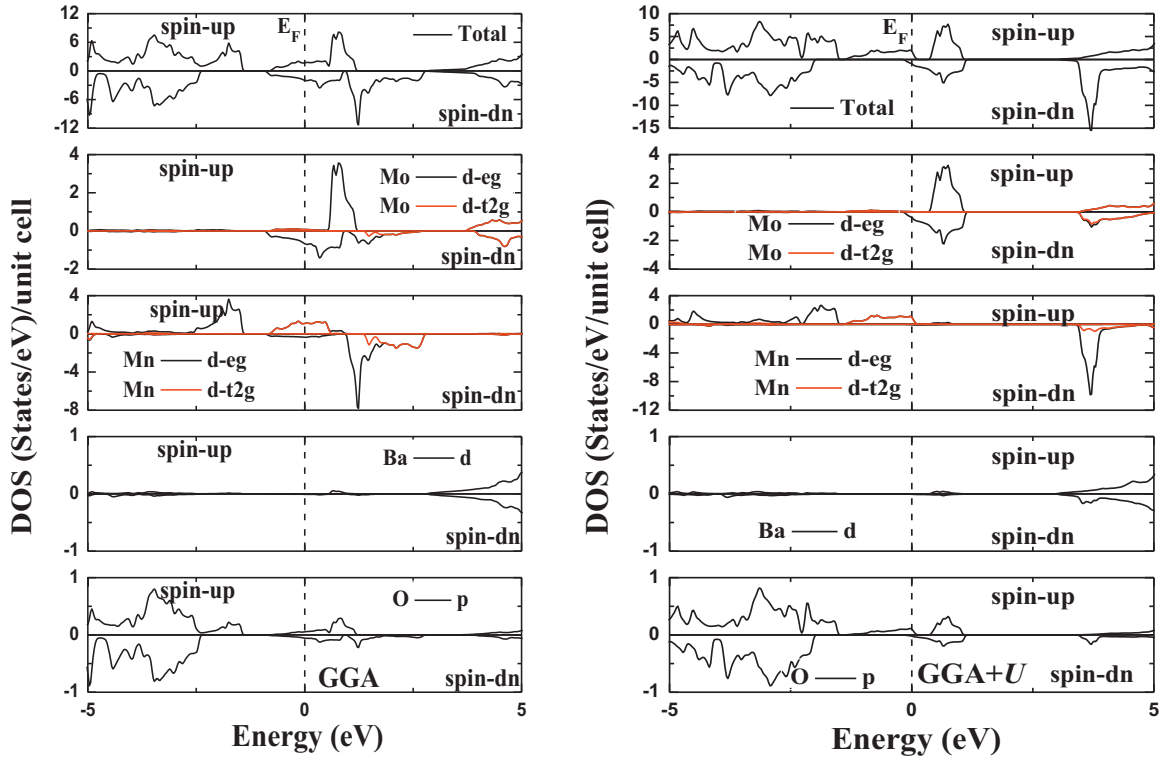 DOS (States/eV)/unit cell)
12
6
0
-6
-12
spin-up
E_F
Total
spin-dn
4
2
0
-2
spin-up
Mo — d-eg
Mo — d-t2g
spin-dn
4
0
-4
-8
spin-up
Mn — d-eg
Mn — d-t2g
spin-dn
1
0
-1
spin-up
Ba — d
spin-dn
1
0
-1
spin-up
O — p
GGA
spin-dn
-5
0
5
Energy (eV)
DOS (States/eV/unit cell)
10
5
0
-5
-10
-15
E_F
spin-up
Total
spin-dn
4
2
0
-2
-4
spin-up
Mo — d-eg
Mo — d-t2g
spin-dn
4
0
-4
-8
-12
spin-up
Mn — d-eg
Mn — d-t2g
spin-dn
1
0
-1
spin-up
Ba — d
spin-dn
1
0
-1
spin-up
O — p
GGA+U
spin-dn
-5
0
5
Energy (eV)